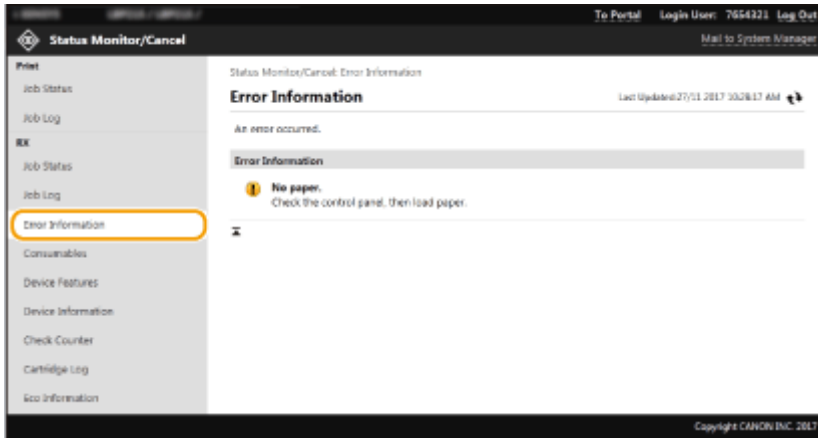 To Portal Login User: 7654321 Log Out
Status Monitor/Cancel
Mail to System Manager
Print
Job Status
Job Log
RX
Job Status
Job Log
Error Information
Consumables
Device Features
Device Information
Check Counter
Cartridge Log
Eco Information
Status Monitor/Cancel: Error Information
Error Information
Last Updated:27/11 2017 10:28:17 AM
An error occurred.
Error Information
No paper.
Check the control panel, then load paper.
Copyright CANON INC. 2017